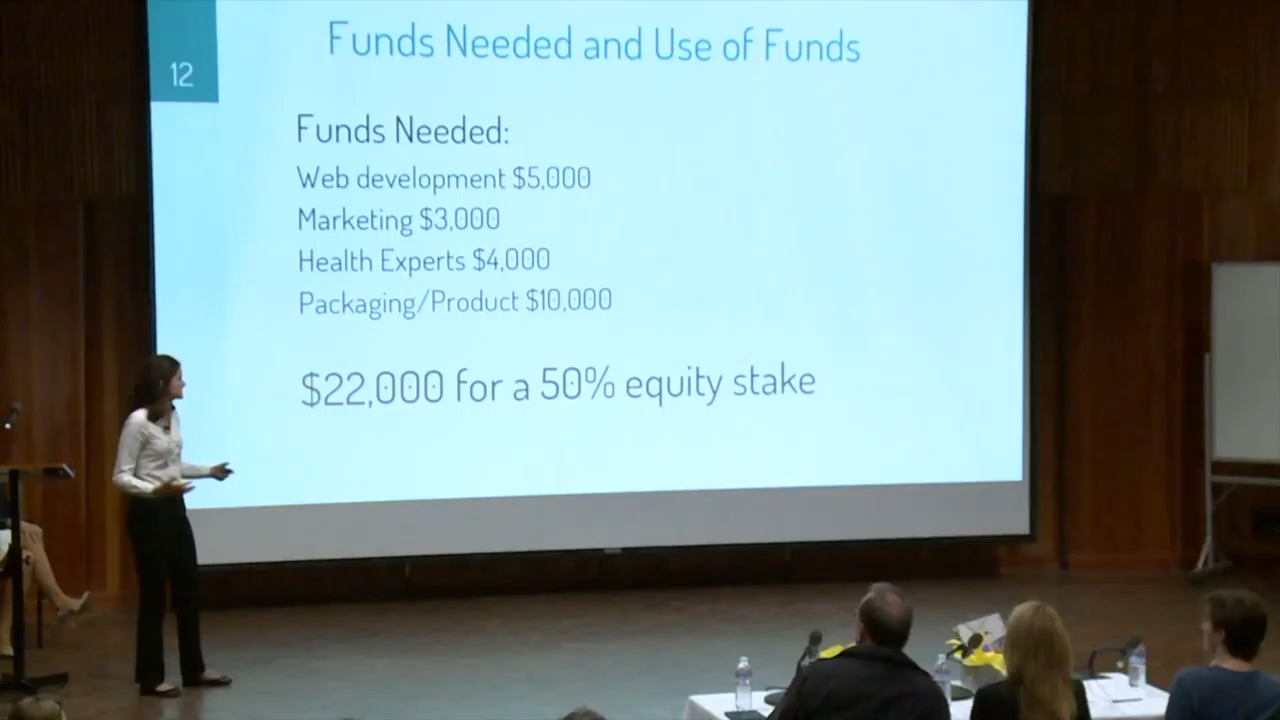 12
Funds Needed and Use of Funds
Funds Needed:
Web development $5,000
Marketing $3,000
Health Experts $4,000
Packaging/Product $10,000
$22,000 for a 50% equity stake